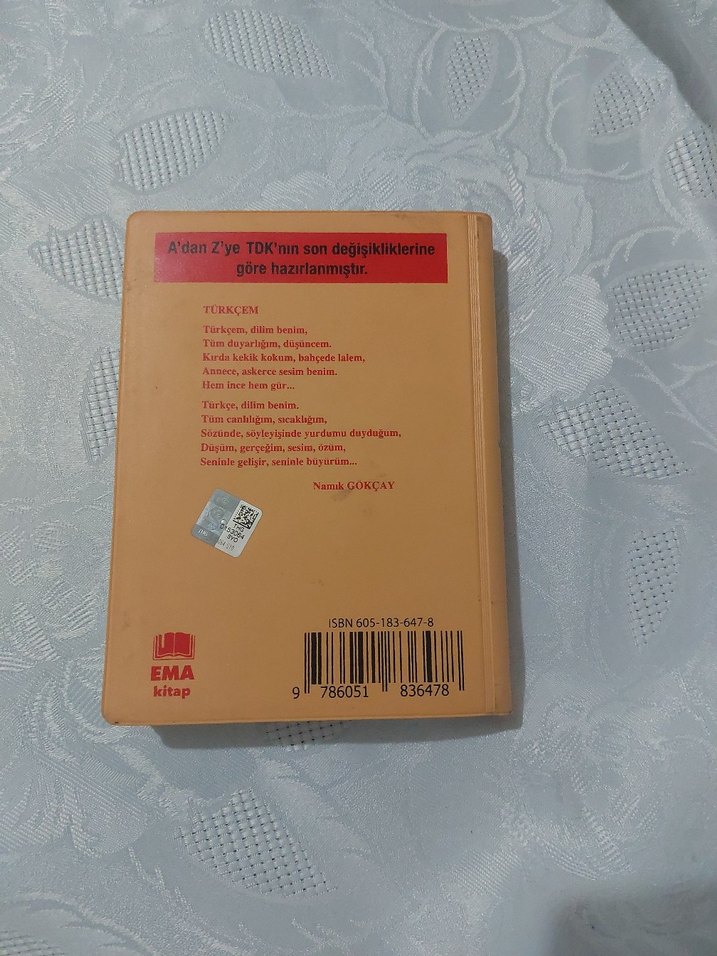 A'dan Z'ye TDK'nın son değişikliklerine
göre hazırlanmıştır.
TÜRKÇEM
Türkçem, dilim benim,
Tüm duyarlığım, düşüncem.
Kırda kekik kokum, bahçede lalem,
Annece, askerce sesim benim.
Hem ince hem gür...
Türkçe, dilim benim.
Tüm canlılığım, sıcaklığım,
Sözünde, söyleyişinde yurdumu duyduğum,
Düşüm, gerçeğim, sesim, özüm,
Seninle gelişir, seninle büyürüm...
Namık GÖKÇAY
EMA
kitap
ISBN 605-183-647-8
9 786051 836478